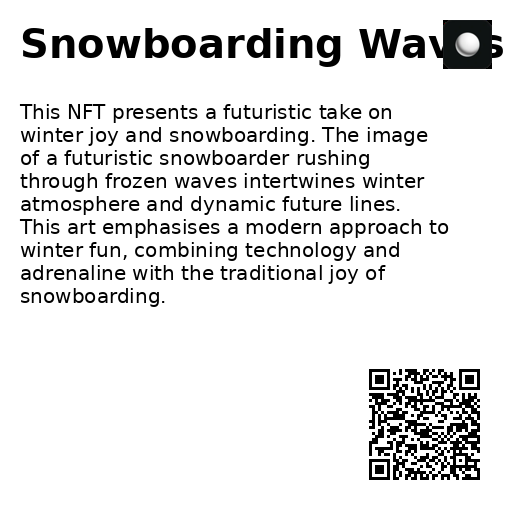 Snowboarding Waves
This NFT presents a futuristic take on
winter joy and snowboarding. The image
of a futuristic snowboarder rushing
through frozen waves intertwines winter
atmosphere and dynamic future lines.
This art emphasises a modern approach to
winter fun, combining technology and
adrenaline with the traditional joy of
snowboarding.